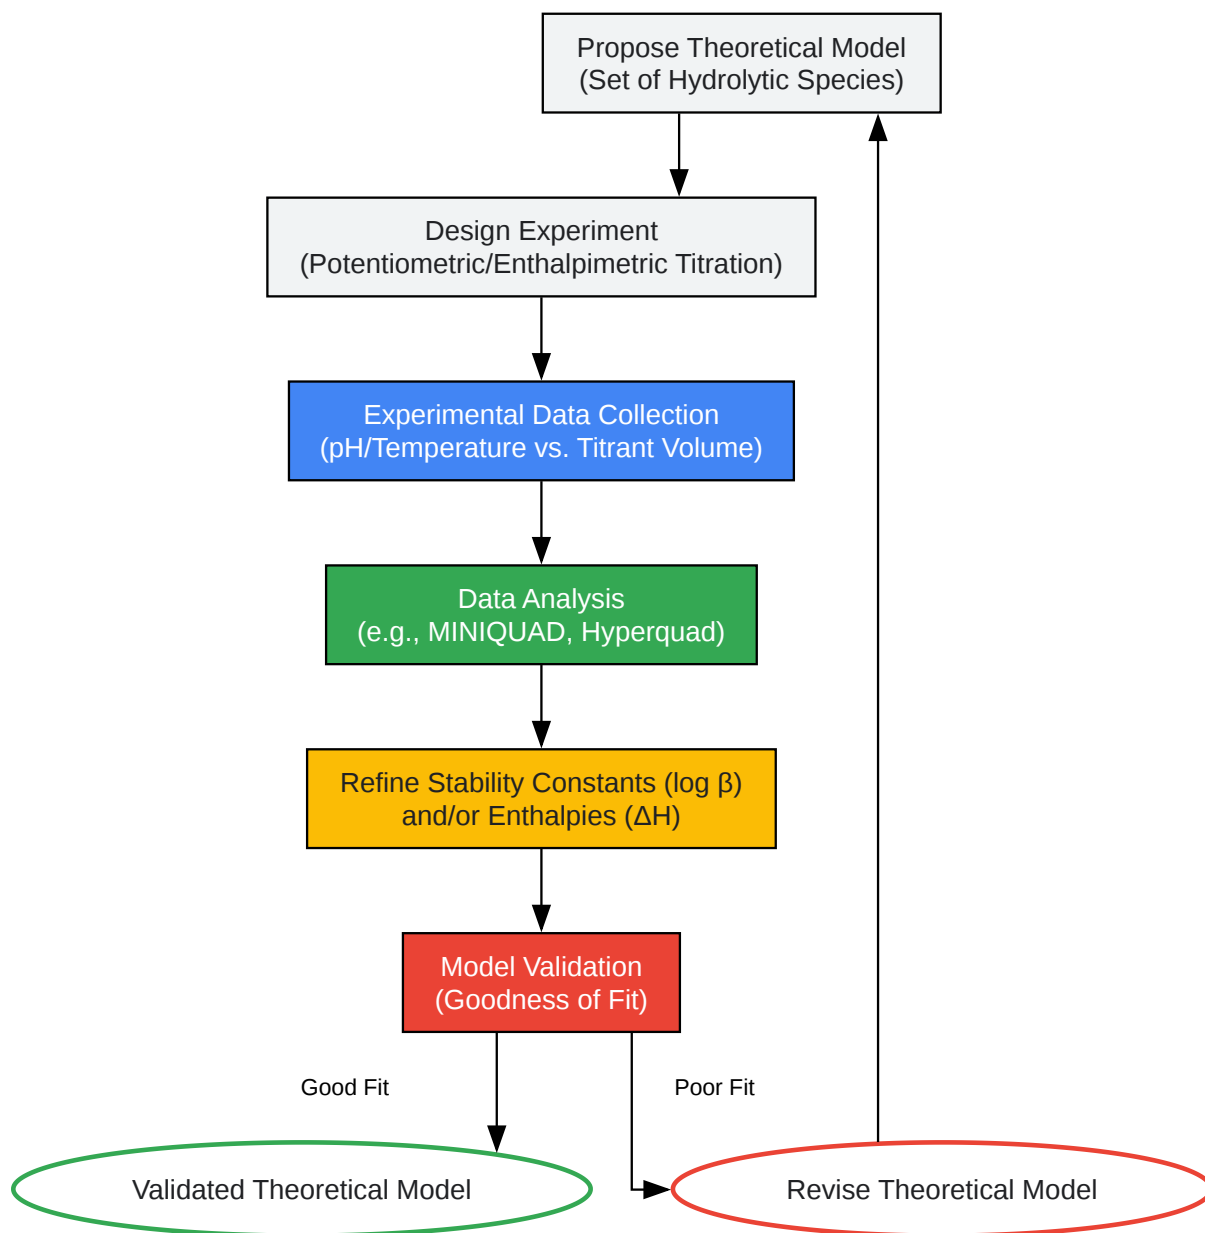 Propose Theoretical Model
(Set of Hydrolytic Species)
Design Experiment
(Potentiometric/Enthalpimetric Titration)
Experimental Data Collection
(pH/Temperature vs. Titrant Volume)
Data Analysis
(e.g., MINIQUAD, Hyperquad)
Refine Stability Constants (log β)
and/or Enthalpies (ΔH)
Model Validation
(Goodness of Fit)
Good Fit
Poor Fit
Validated Theoretical Model
Revise Theoretical Model